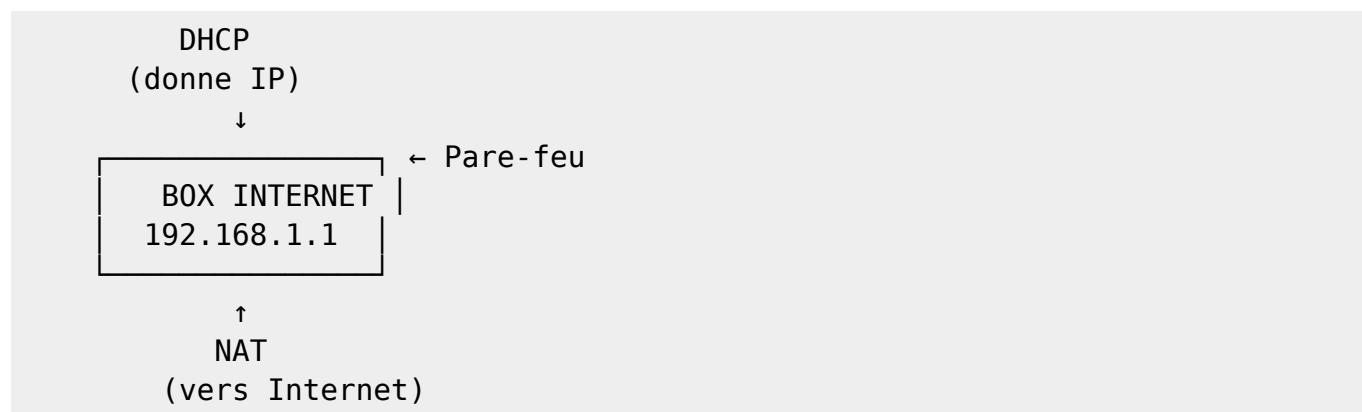 DHCP
(donne IP)
↓
← Pare-feu
BOX INTERNET
192.168.1.1
↑
NAT
(vers Internet)